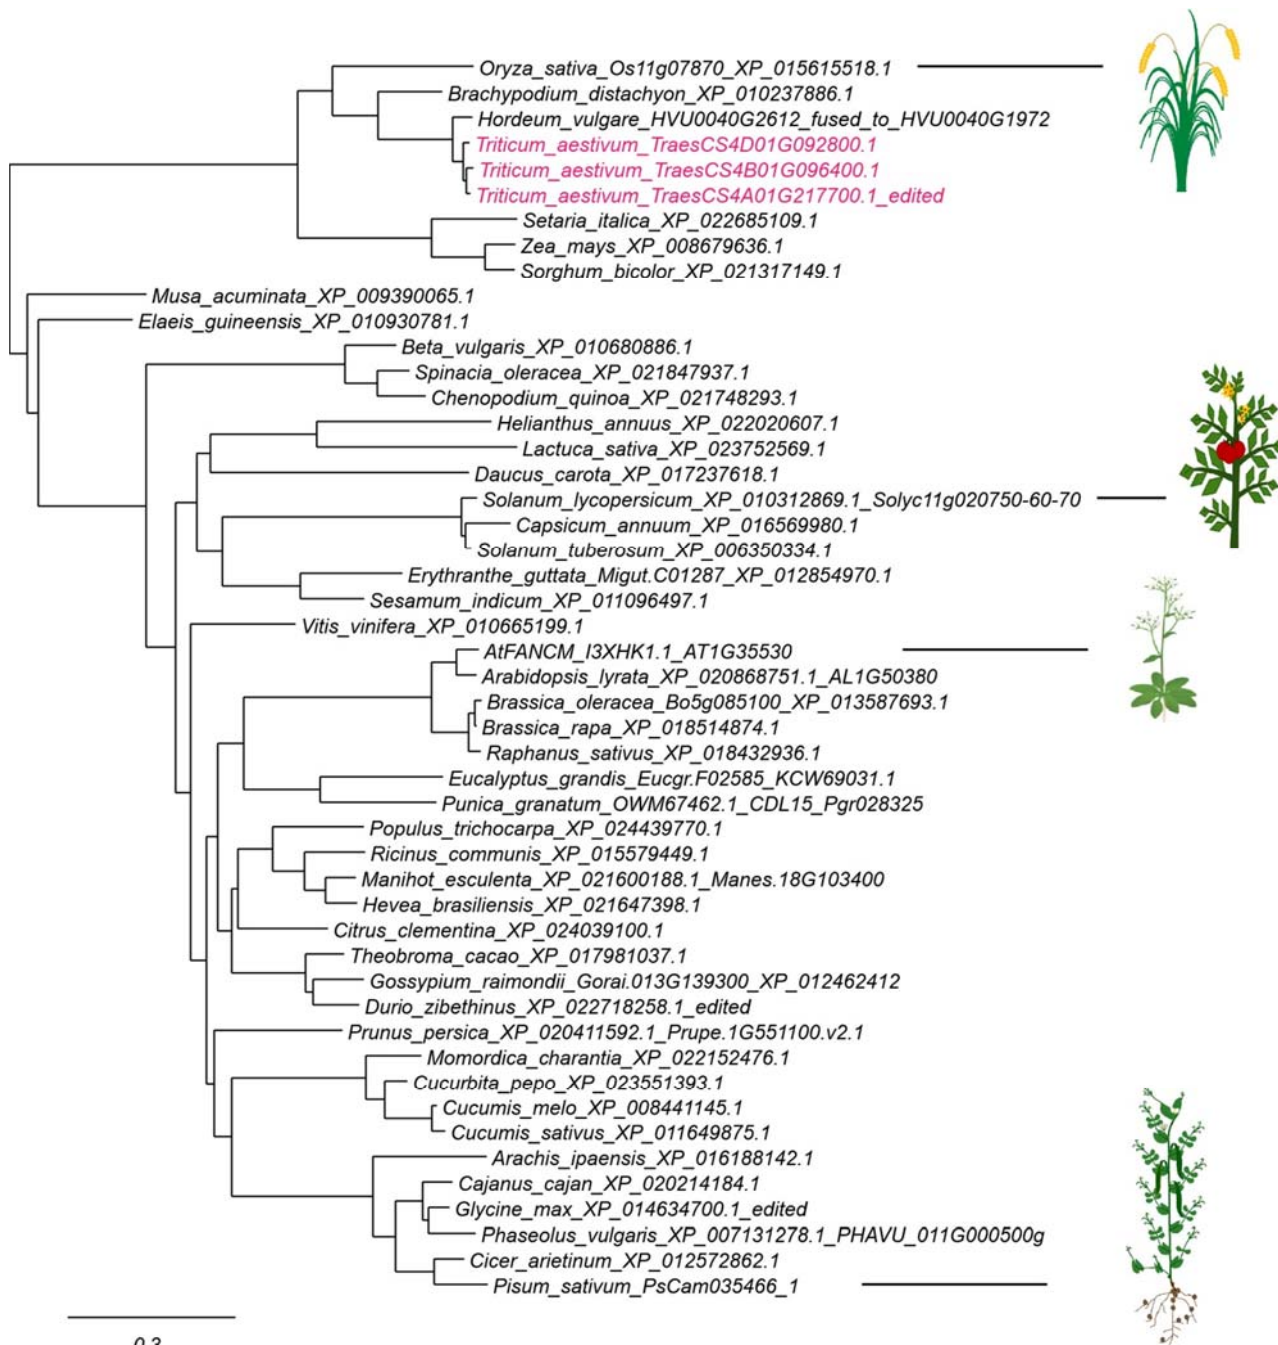 Oryza_sativa_Os11g07870_XP_015615518.1
Brachypodium_distachyon_XP_010237886.1
Hordeum_vulgare_HVU0040G2612_fused_to_HVU0040G1972
Triticum_aestivum_TraesCS4D01G092800.1
Triticum_aestivum_TraesCS4B01G096400.1
Triticum_aestivum_TraesCS4A01G217700.1_edited
Setaria_italica_XP_022685109.1
Zea_mays_XP_008679636.1
Sorghum_bicolor_XP_021317149.1
Musa_acuminata_XP_009390065.1
Elaeis_guineensis_XP_010930781.1
Beta_vulgaris_XP_010680886.1
Spinacia_oleracea_XP_021847937.1
Chenopodium_quinoa_XP_021748293.1
Helianthus_annuus_XP_022020607.1
Lactuca_sativa_XP_023752569.1
Daucus_carota_XP_017237618.1
Solanum_lycopersicum_XP_010312869.1_Solyc11g020750-60-70
Capsicum_annuum_XP_016569980.1
Solanum_tuberosum_XP_006350334.1
Erythranthe_guttata_Migut.C01287_XP_012854970.1
Sesamum_indicum_XP_011096497.1
Vitis_vinifera_XP_010665199.1
AtFANCM_I3XHK1.1_AT1G35530
Arabidopsis_lyrata_XP_020868751.1_AL1G50380
Brassica_oleracea_Bo5g085100_XP_013587693.1
Brassica_rapa_XP_018514874.1
Raphanus_sativus_XP_018432936.1
Eucalyptus_grandis_Eucgr.F02585_KCW69031.1
Punica_granatum_OWM67462.1_CDL15_Pgr028325
Populus_trichocarpa_XP_024439770.1
Ricinus_communis_XP_015579449.1
Manihot_esculenta_XP_021600188.1_Manes.18G103400
Hevea_brasiliensis_XP_021647398.1
Citrus_clementina_XP_024039100.1
Theobroma_cacao_XP_017981037.1
Gossypium_raimondii_Gorai.013G139300_XP_012462412
Durio_zibethinus_XP_022718258.1_edited
Prunus_persica_XP_020411592.1_Prupe.1G551100.v2.1
Momordica_charantia_XP_022152476.1
Cucurbita_pepo_XP_023551393.1
Cucumis_melo_XP_008441145.1
Cucumis_sativus_XP_011649875.1
Arachis_ipaensis_XP_016188142.1
Cajanus_cajan_XP_020214184.1
Glycine_max_XP_014634700.1_edited
Phaseolus_vulgaris_XP_007131278.1_PHAVU_011G000500g
Cicer_arietinum_XP_012572862.1
Pisum_sativum_PsCam035466_1